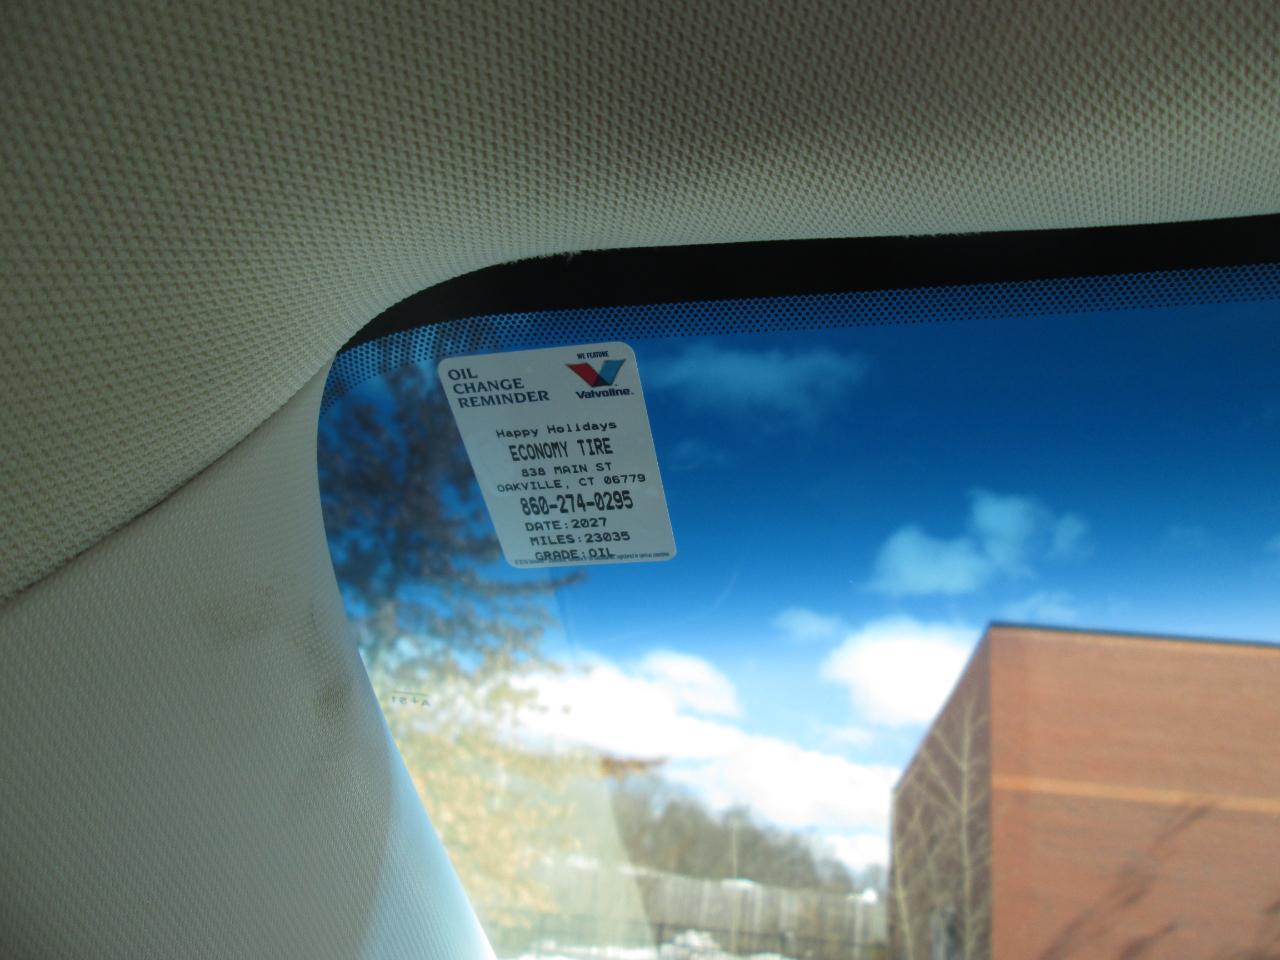 OIL
CHANGE
REMINDER
WE FEATURE
Valvoline.
Happy Holidays
ECONOMY TIRE
838 MAIN ST
OAKVILLE, CT 06779
860-274-0295
DATE:2027
MILES:23035
GRADE:OIL